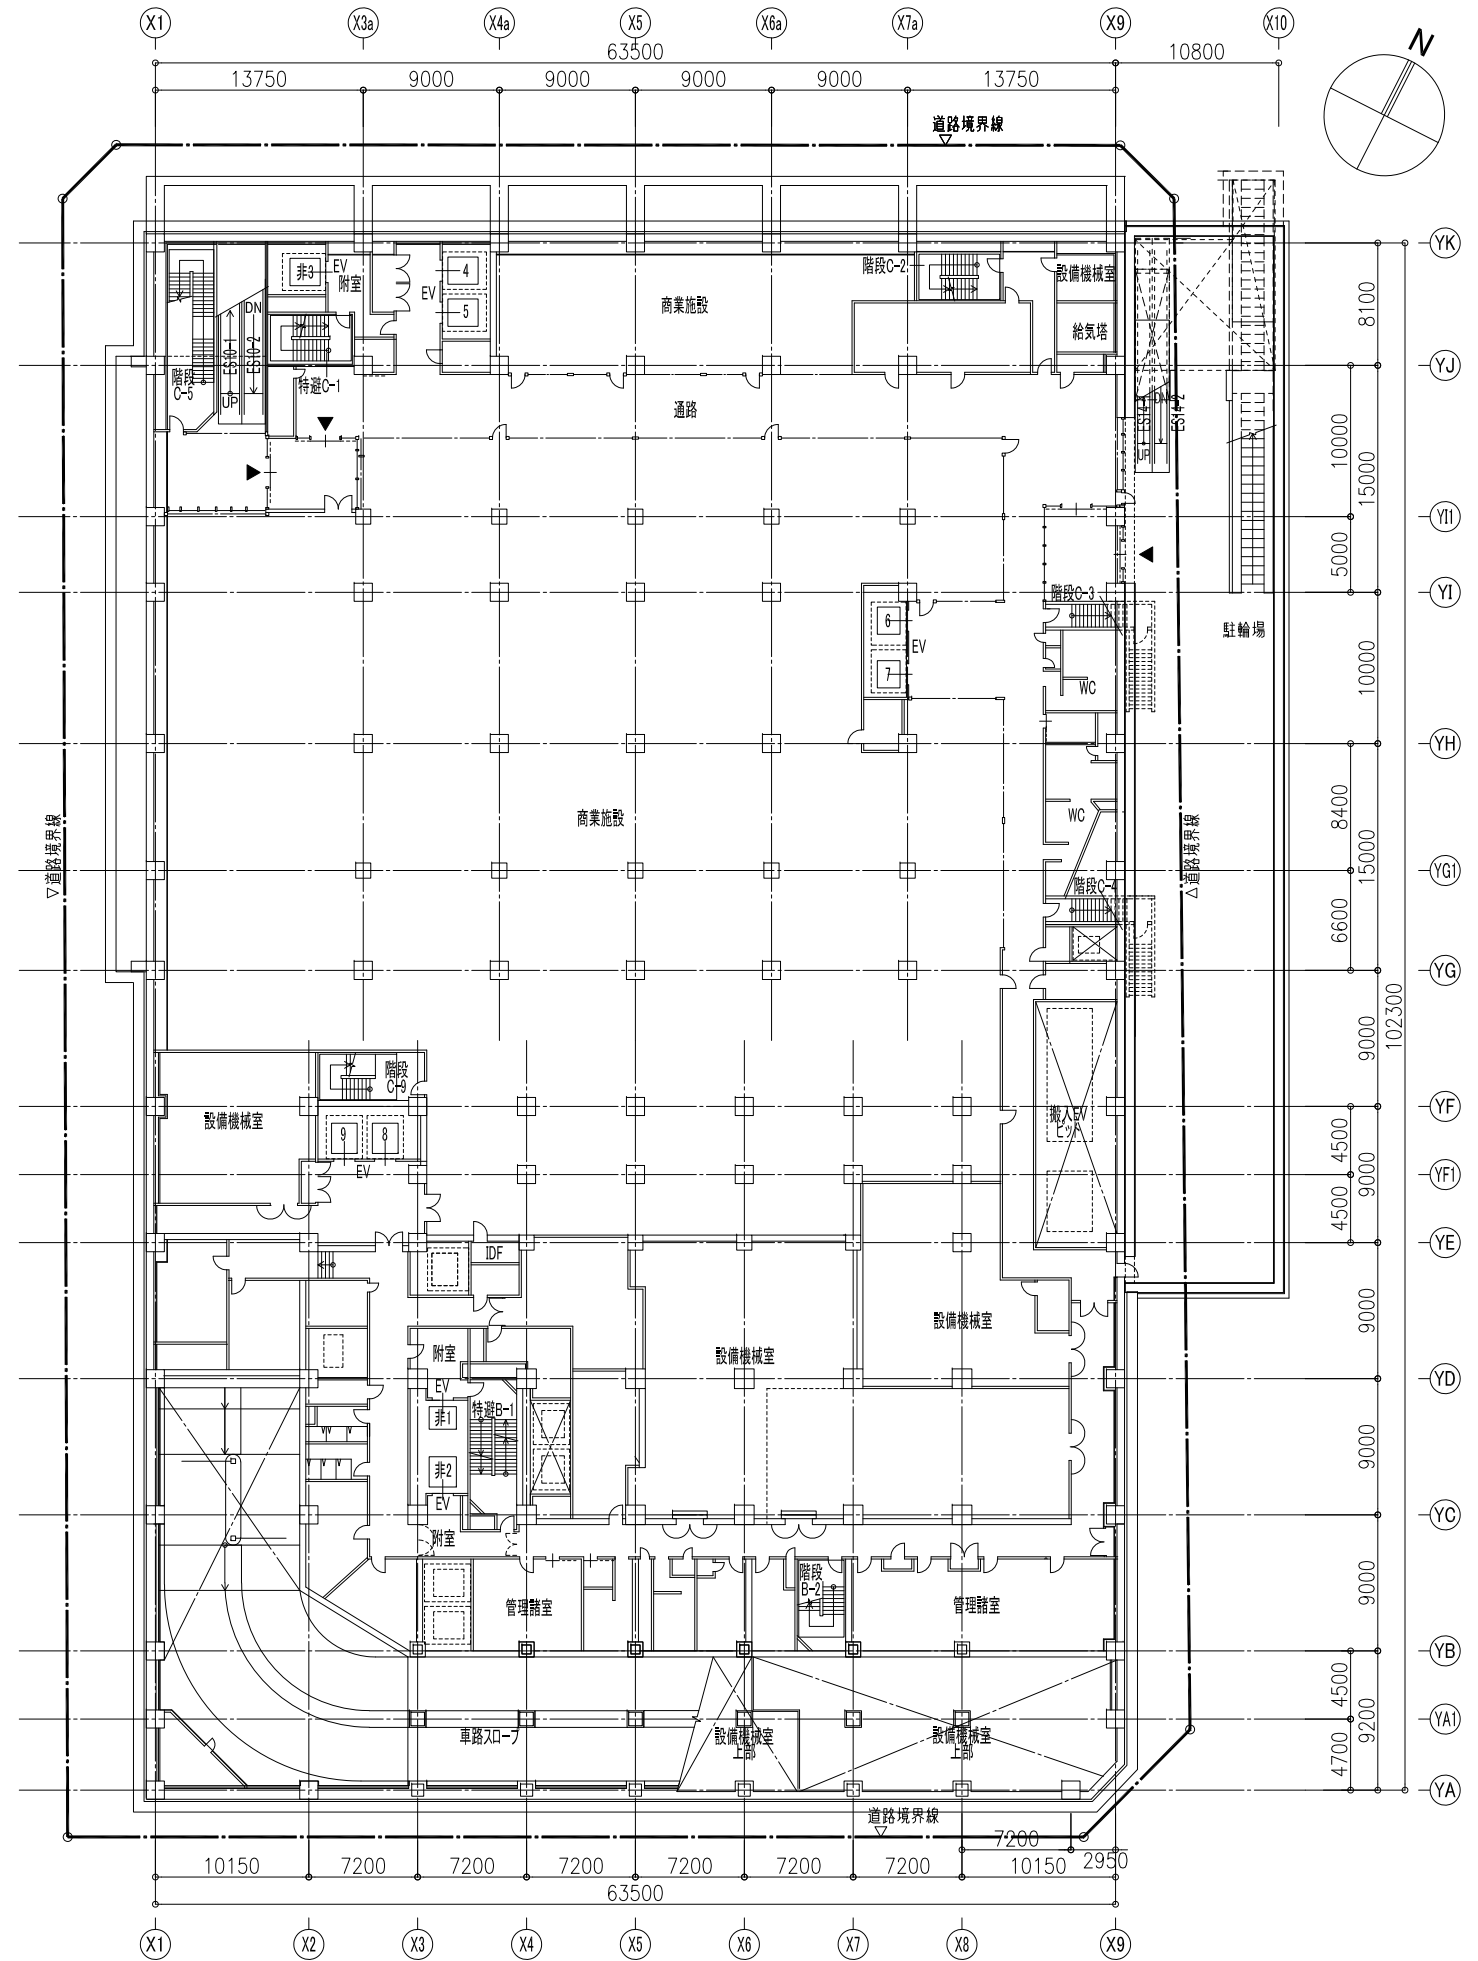 X1
X3a
X4a
X5
X6a
X7a
X9
X10
N
63500
10800
13750
9000
9000
9000
9000
13750
道路境界線
YK
非3
EV
附室
4
EV
5
階段C-2
設備機械室
商業施設
給気塔
8100
DN
ES10-1
ES10-2
UP
階段
C-5
特避C-1
YJ
通路
DN
ES14-2
UP
10000
15000
YI1
5000
YI
階段C-3
6
EV
7
駐輪場
WC
10000
YH
商業施設
WC
8400
15000
道路境界線
道路境界線
YG1
階段C-4
6600
YG
9000
102300
階段
C-9
設備機械室
9
8
EV
搬入EV
ピット
YF
4500
9000
YF1
4500
YE
IDF
設備機械室
9000
附室
設備機械室
EV
YD
非1
特避B-1
非2
EV
9000
YC
附室
階段
B-2
管理諸室
管理諸室
9000
YB
4500
9200
車路スロープ
設備機械室
上部
設備機械室
上部
YA1
4700
YA
道路境界線
7200
10150
7200
7200
7200
7200
7200
10150
2950
63500
X1
X2
X3
X4
X5
X6
X7
X8
X9